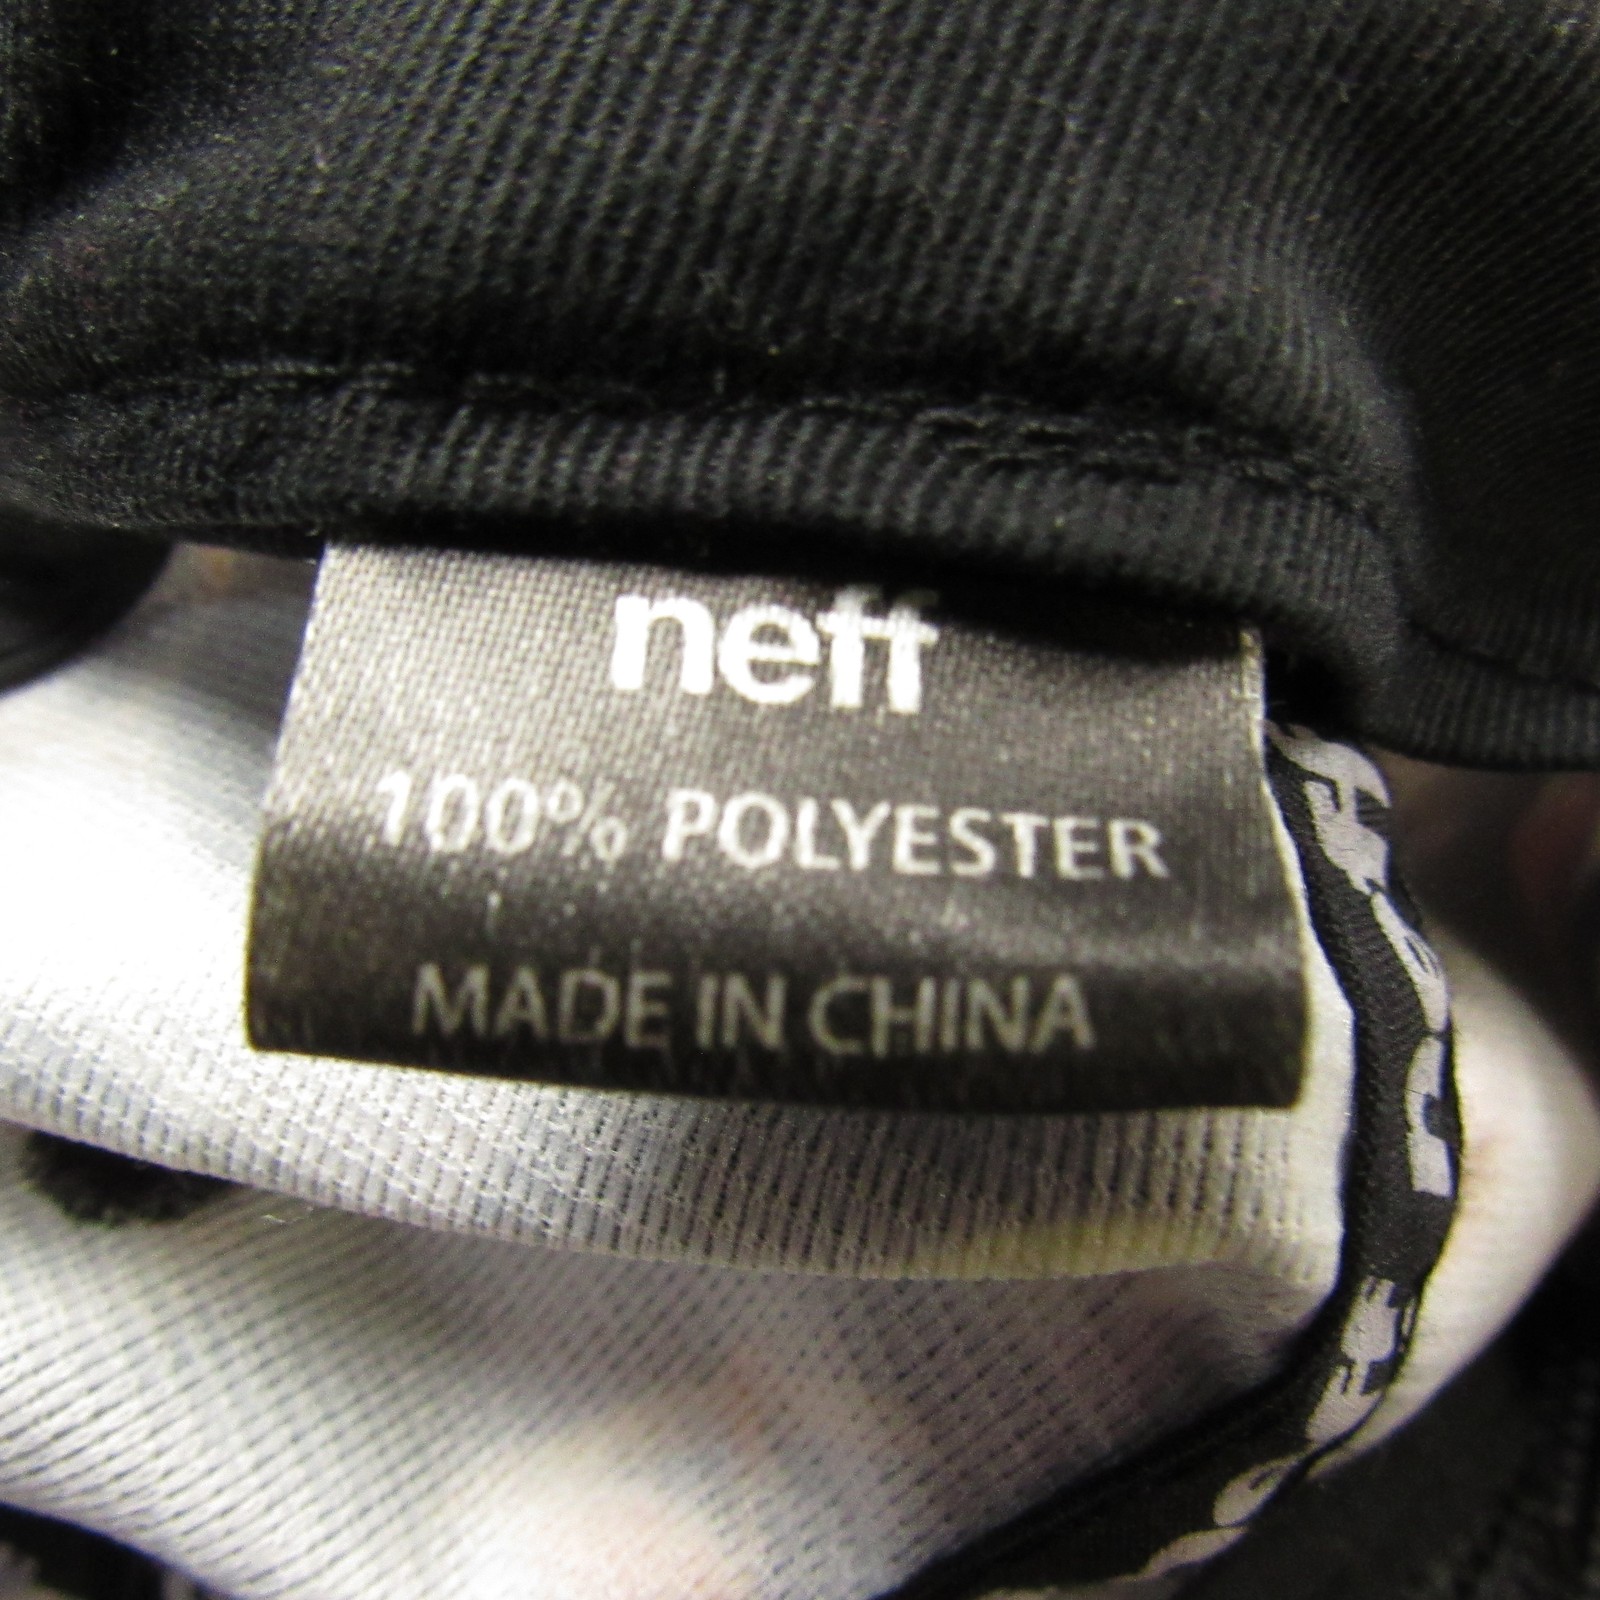 neff
100% POLYESTER
MADE IN CHINA